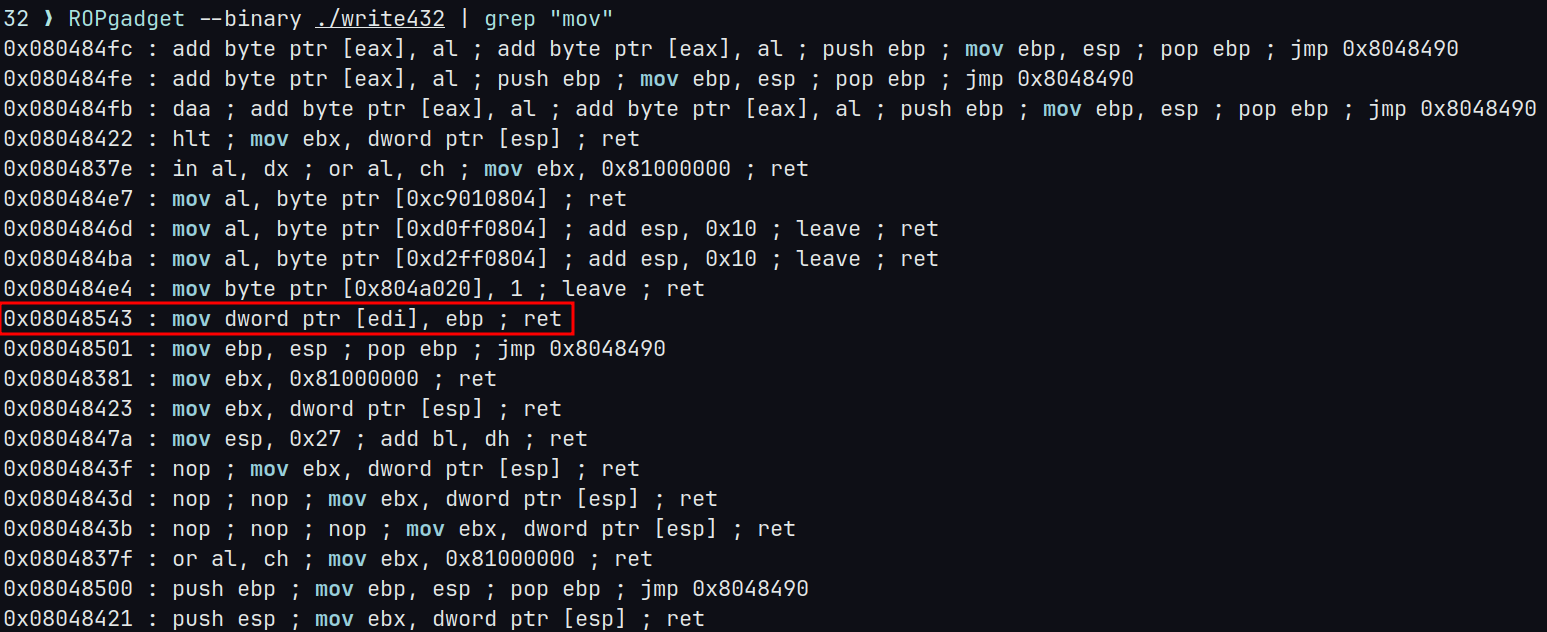 32 ❯ ROPgadget --binary ./write432 | grep "mov"
0x080484fc : add byte ptr [eax], al ; add byte ptr [eax], al ; push ebp ; mov ebp, esp ; pop ebp ; jmp 0x8048490
0x080484fe : add byte ptr [eax], al ; push ebp ; mov ebp, esp ; pop ebp ; jmp 0x8048490
0x080484fb : daa ; add byte ptr [eax], al ; add byte ptr [eax], al ; push ebp ; mov ebp, esp ; pop ebp ; jmp 0x8048490
0x08048422 : hlt ; mov ebx, dword ptr [esp] ; ret
0x0804837e : in al, dx ; or al, ch ; mov ebx, 0x81000000 ; ret
0x080484e7 : mov al, byte ptr [0xc9010804] ; ret
0x0804846d : mov al, byte ptr [0xd0ff0804] ; add esp, 0x10 ; leave ; ret
0x080484ba : mov al, byte ptr [0xd2ff0804] ; add esp, 0x10 ; leave ; ret
0x080484e4 : mov byte ptr [0x804a020], 1 ; leave ; ret
0x08048543 : mov dword ptr [edi], ebp ; ret
0x08048501 : mov ebp, esp ; pop ebp ; jmp 0x8048490
0x08048381 : mov ebx, 0x81000000 ; ret
0x08048423 : mov ebx, dword ptr [esp] ; ret
0x0804847a : mov esp, 0x27 ; add bl, dh ; ret
0x0804843f : nop ; mov ebx, dword ptr [esp] ; ret
0x0804843d : nop ; nop ; mov ebx, dword ptr [esp] ; ret
0x0804843b : nop ; nop ; nop ; mov ebx, dword ptr [esp] ; ret
0x0804837f : or al, ch ; mov ebx, 0x81000000 ; ret
0x08048500 : push ebp ; mov ebp, esp ; pop ebp ; jmp 0x8048490
0x08048421 : push esp ; mov ebx, dword ptr [esp] ; ret